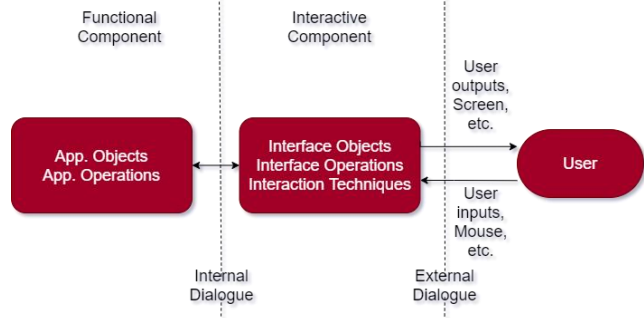 Functional
Component
Interactive
Component
User
outputs,
Screen,
etc.
App. Objects
App. Operations
Interface Objects
Interface Operations
Interaction Techniques
User
User
inputs,
Mouse,
etc.
Internal
Dialogue
External
Dialogue